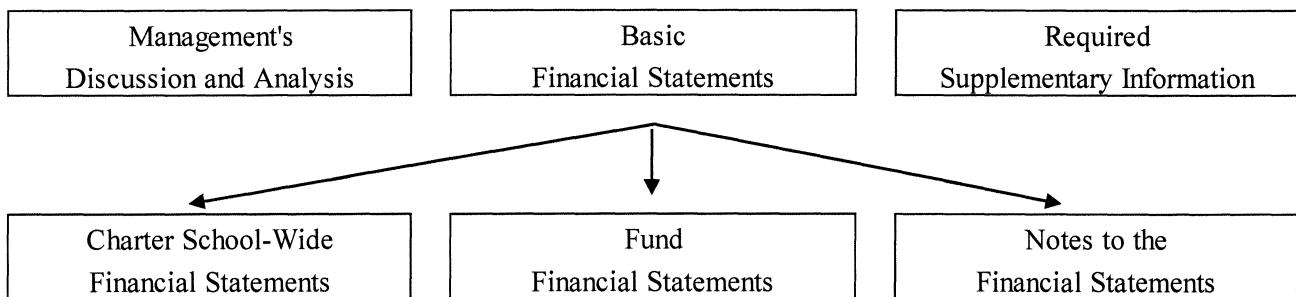 Management's
Discussion and Analysis
Basic
Financial Statements
Required
Supplementary Information
Charter School-Wide
Financial Statements
Fund
Financial Statements
Notes to the
Financial Statements